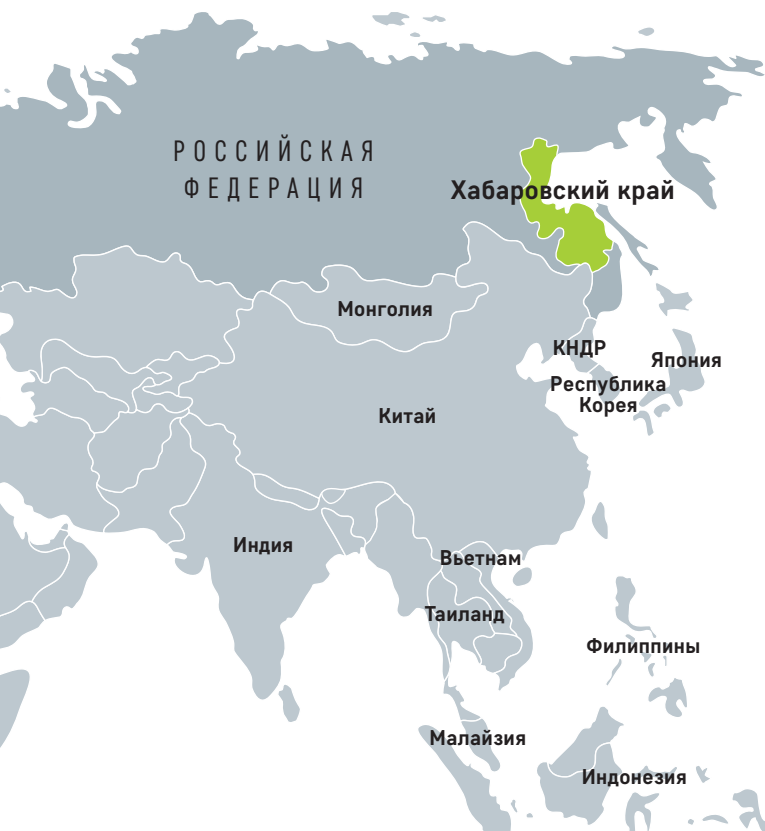 РОССИЙСКАЯ
ФЕДЕРАЦИЯ
Хабаровский край
Монголия
КНДР
Япония
Республика
Корея
Китай
Индия
Вьетнам
Таиланд
Филиппины
Малайзия
Индонезия